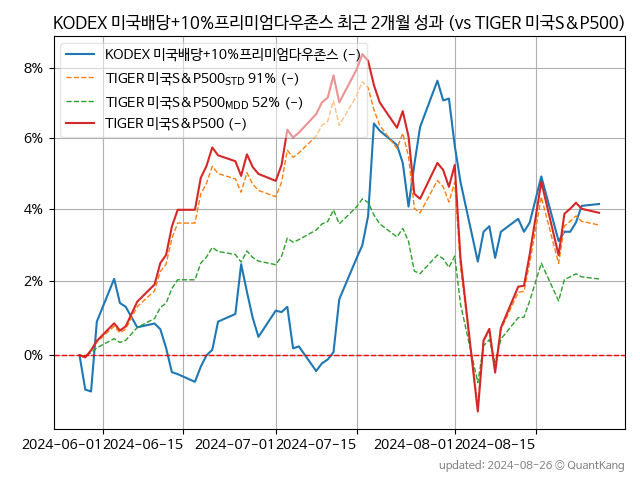 KODEX 미국배당+10%프리미엄다우존스 최근 2개월 성과 (vs TIGER 미국S&P500)
KODEX 미국배당+10%프리미엄다우존스 (-)
TIGER 미국S&P500STD 91% (-)
TIGER 미국S&P500MDD 52% (-)
TIGER 미국S&P500 (-)
8%
6%
4%
2%
0%
2024-06-01 2024-06-15 2024-07-01 2024-07-15 2024-08-01 2024-08-15
updated: 2024-08-26 © QuantKang